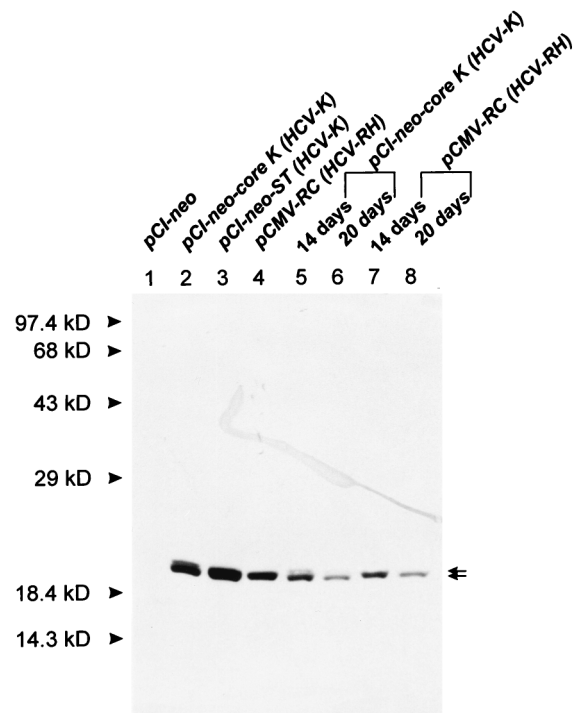 pCI-neo
pCI-neo-core K (HCV-K)
pCI-neo-ST (HCV-K)
pCMV-RC (HCV-RH)
14 days
20 days
pCI-neo-core K (HCV-K)
14 days
20 days
pCMV-RC (HCV-RH)
1 2 3 4 5 6 7 8
97.4 kD
68 kD
43 kD
29 kD
18.4 kD
14.3 kD